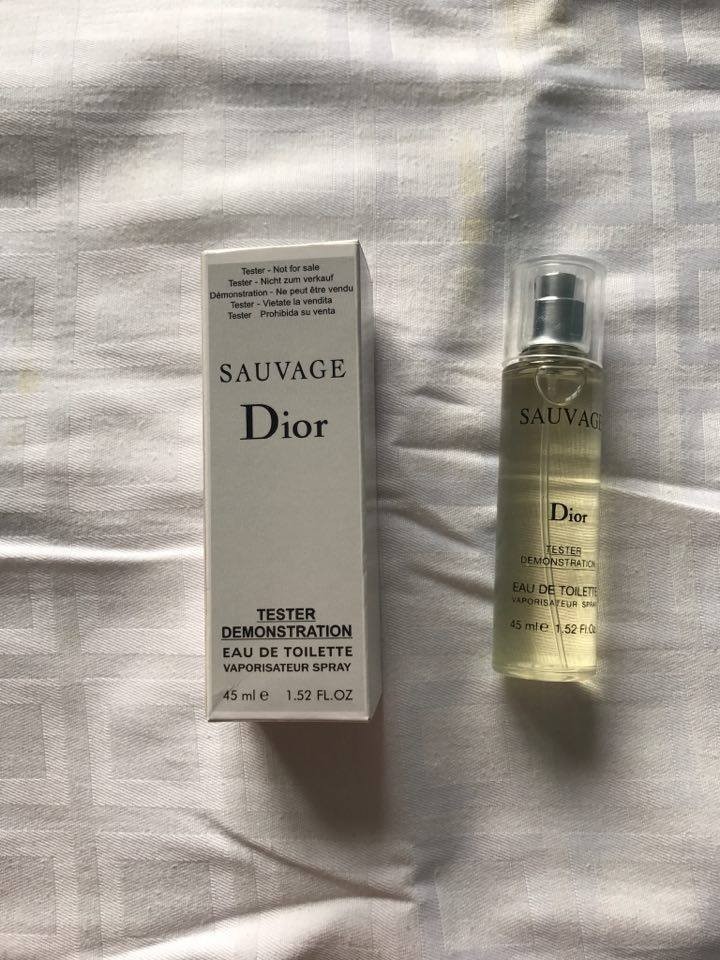 Tester - Not for sale
Tester - Nicht zum verkauf
Démonstration - Ne peut être vendu
Tester - Vietate la vendita
Tester Prohibida su venta
SAUVAGE
Dior
TESTER
DEMONSTRATION
EAU DE TOILETTE
VAPORISATEUR SPRAY
45 ml e 1.52 FL.OZ
SAUVAGE
Dior
TESTER
DEMONSTRATION
EAU DE TOILETTE
VAPORISATEUR SPRAY
45 ml e 1.52 Fl.Oz